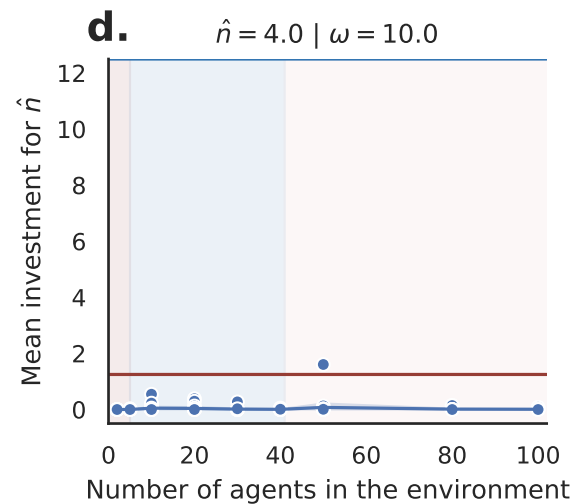 d.
n̂ = 4.0 | ω = 10.0
Mean investment for n̂
12
10
8
6
4
2
0
0 20 40 60 80 100
Number of agents in the environment